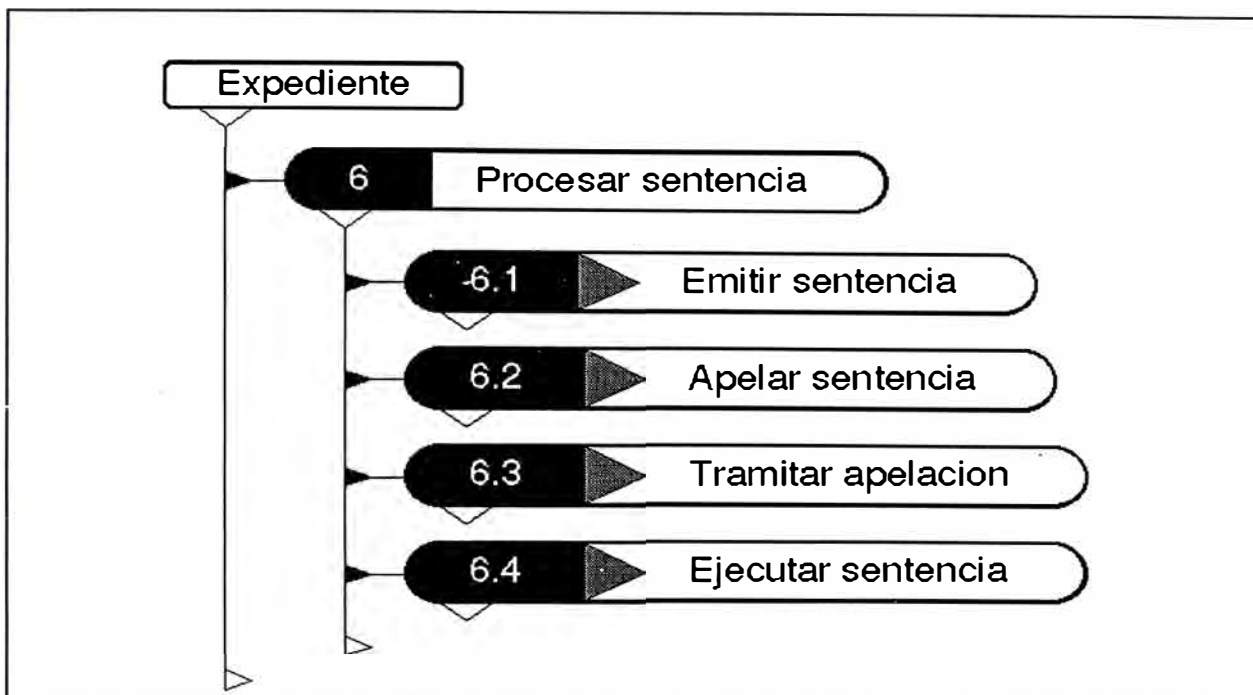 Expediente
6 Procesar sentencia
6.1 Emitir sentencia
6.2 Apelar sentencia
6.3 Tramitar apelacion
6.4 Ejecutar sentencia